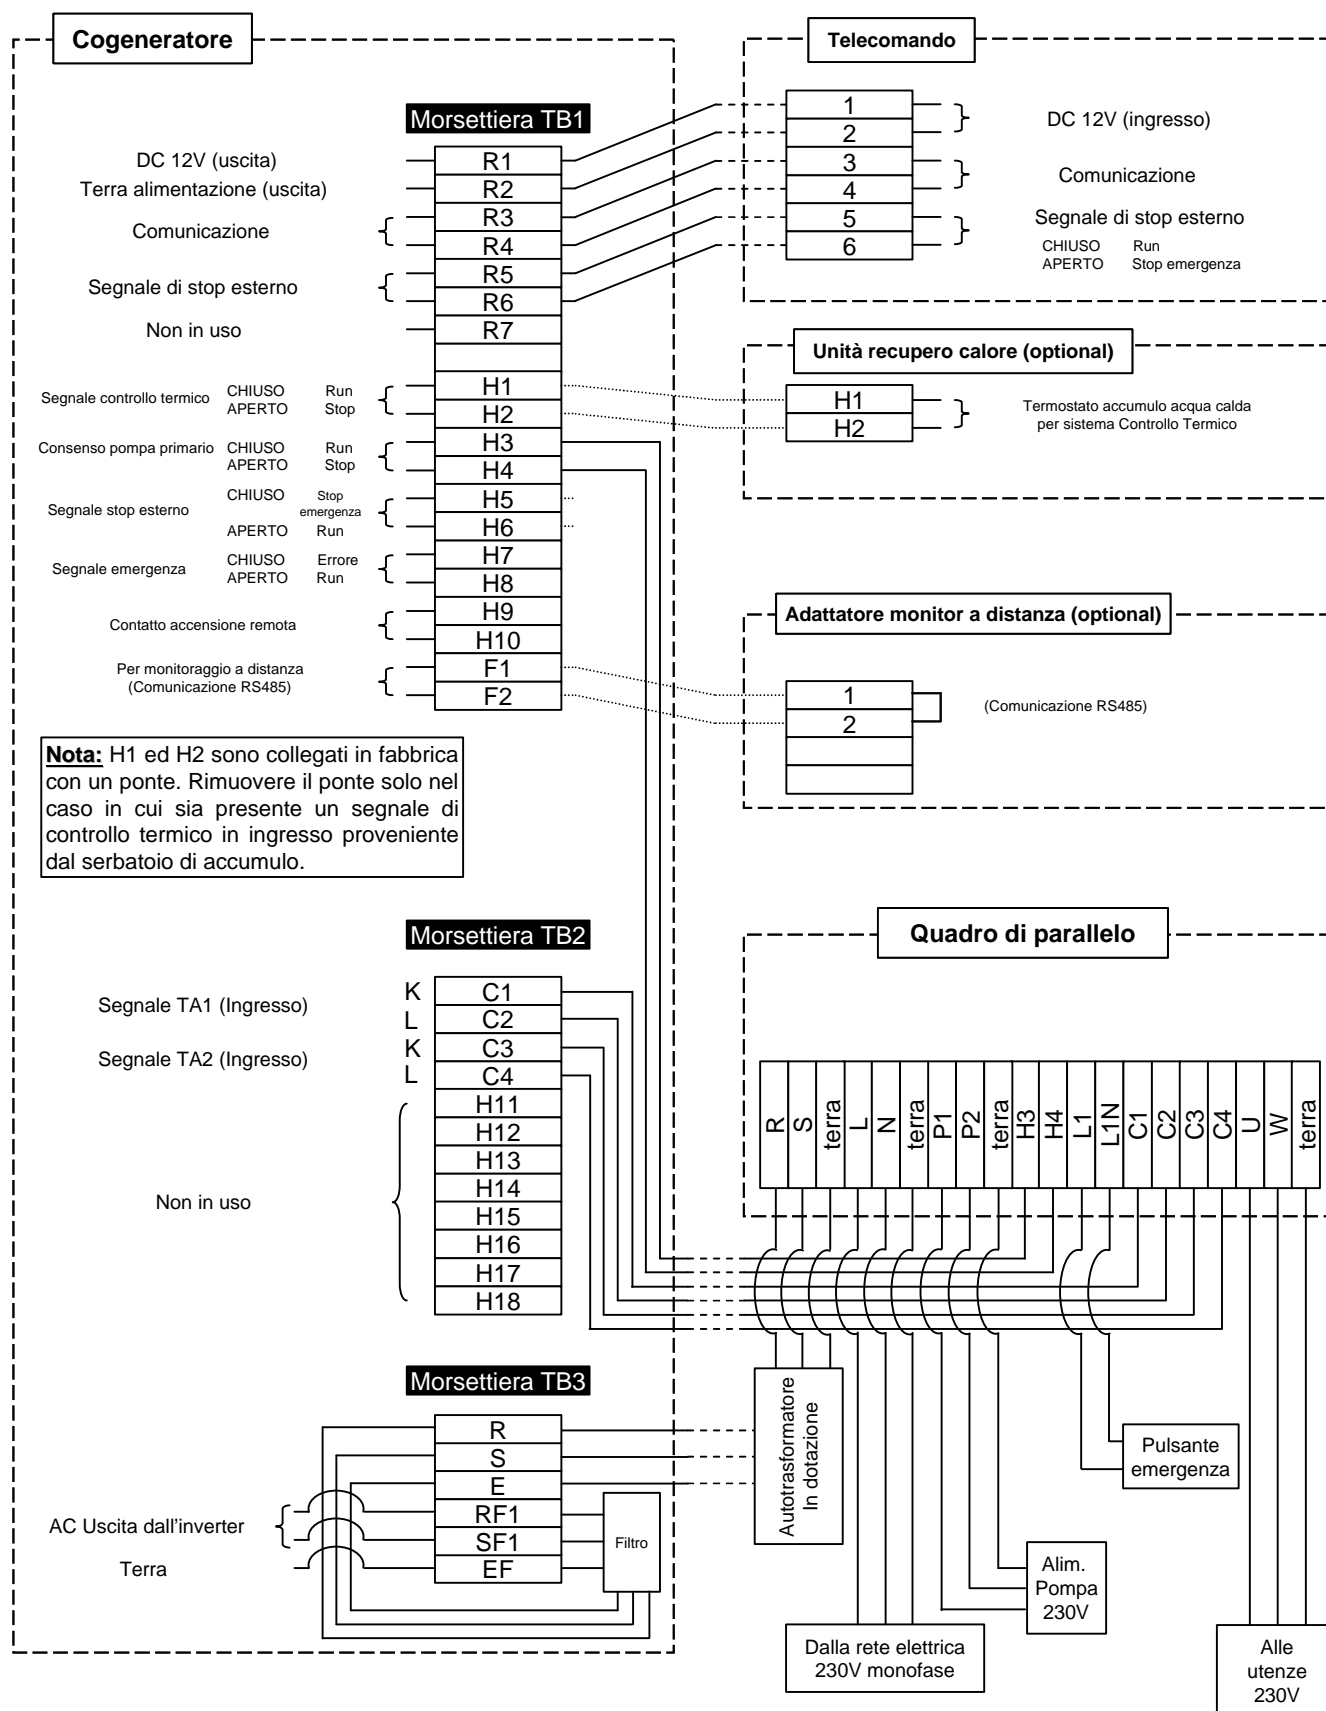 Cogeneratore
Morsettiera TB1
DC 12V (uscita)
R1
Terra alimentazione (uscita)
R2
Comunicazione
R3
R4
Segnale di stop esterno
R5
R6
Non in uso
R7
Segnale controllo termico
CHIUSO Run
APERTO Stop
H1
H2
Consenso pompa primario
CHIUSO Run
APERTO Stop
H3
H4
Segnale stop esterno
CHIUSO Stop
emergenza
APERTO Run
H5
H6
Segnale emergenza
CHIUSO Errore
APERTO Run
H7
H8
Contatto accensione remota
H9
H10
Per monitoraggio a distanza
(Comunicazione RS485)
F1
F2
Nota: H1 ed H2 sono collegati in fabbrica
con un ponte. Rimuovere il ponte solo nel
caso in cui sia presente un segnale di
controllo termico in ingresso proveniente
dal serbatoio di accumulo.
Morsettiera TB2
Segnale TA1 (Ingresso)
K C1
L C2
Segnale TA2 (Ingresso)
K C3
L C4
Non in uso
H11
H12
H13
H14
H15
H16
H17
H18
Morsettiera TB3
R
S
E
AC Uscita dall'inverter
RF1
SF1
Terra
EF
Filtro
Telecomando
1
2
DC 12V (ingresso)
3
4
Comunicazione
5
6
Segnale di stop esterno
CHIUSO Run
APERTO Stop emergenza
Unità recupero calore (optional)
H1
H2
Termostato accumulo acqua calda
per sistema Controllo Termico
Adattatore monitor a distanza (optional)
1
2
(Comunicazione RS485)
Quadro di parallelo
R
S
terra
L
N
terra
P1
P2
terra
H3
H4
L1
L1N
C1
C2
C3
C4
U
W
terra
Autotrasformatore
In dotazione
Pulsante
emergenza
Alim.
Pompa
230V
Dalla rete elettrica
230V monofase
Alle
utenze
230V